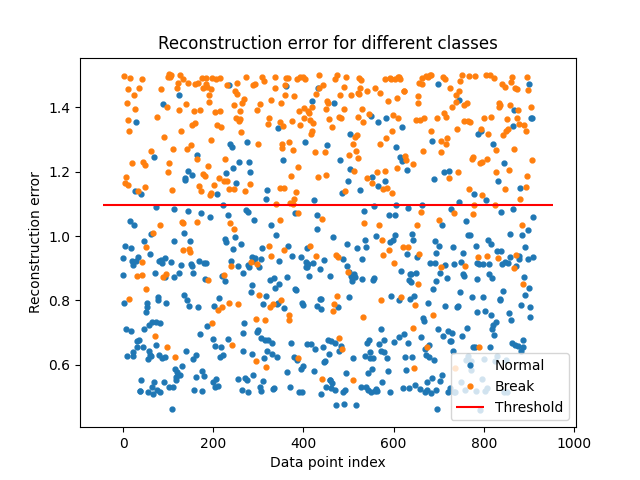 Reconstruction error for different classes
Reconstruction error
1.4
1.2
1.0
0.8
0.6
Normal
Break
Threshold
0 200 400 600 800 1000
Data point index